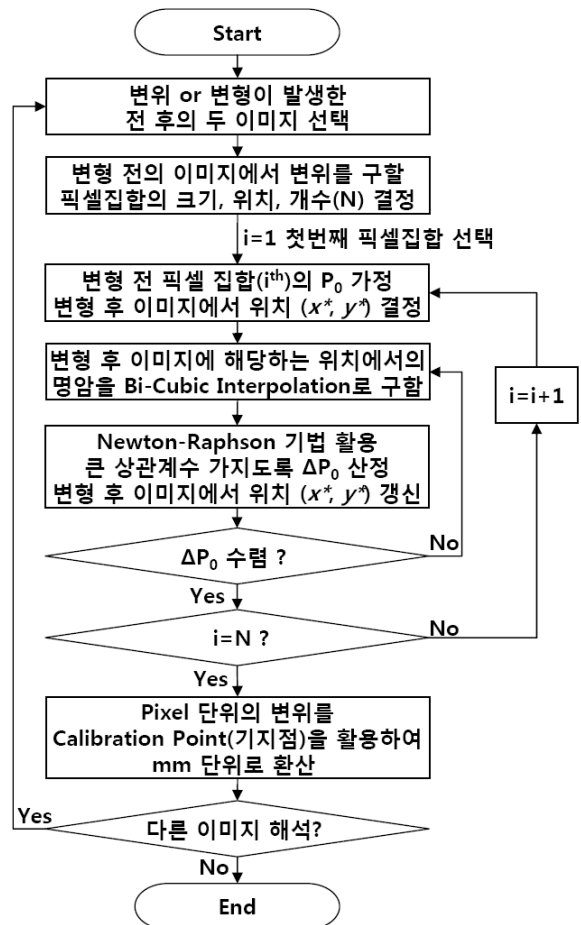 Start
변위 or 변형이 발생한
전 후의 두 이미지 선택
변형 전의 이미지에서 변위를 구할
픽셀집합의 크기, 위치, 개수(N) 결정
i=1 첫번째 픽셀집합 선택
변형 전 픽셀 집합(iᵗʰ)의 P₀ 가정
변형 후 이미지에서 위치 (x*, y*) 결정
변형 후 이미지에 해당하는 위치에서의
명암을 Bi-Cubic Interpolation로 구함
i=i+1
Newton-Raphson 기법 활용
큰 상관계수 가지도록 ΔP₀ 산정
변형 후 이미지에서 위치 (x*, y*) 갱신
ΔP₀ 수렴 ?
No
Yes
i=N ?
No
Yes
Pixel 단위의 변위를
Calibration Point(기지점)을 활용하여
mm 단위로 환산
Yes
다른 이미지 해석?
No
End